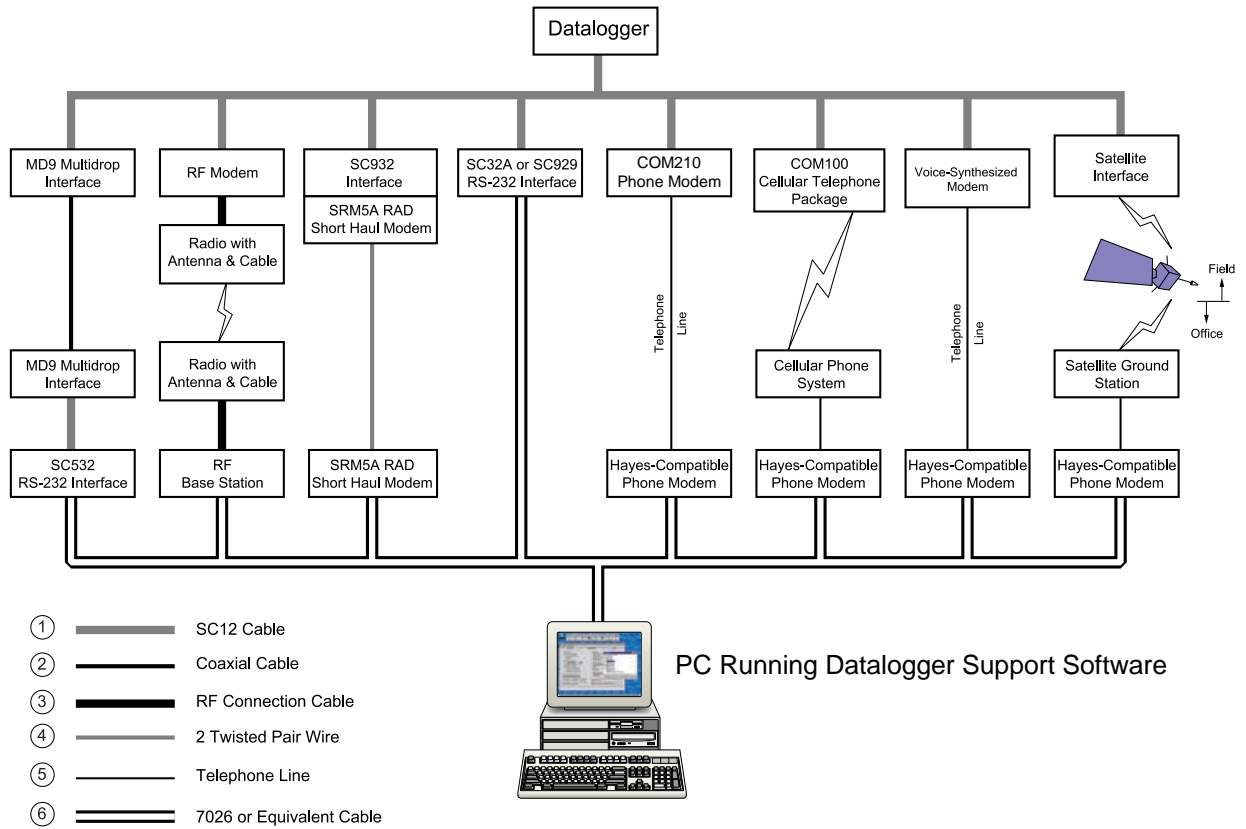 Datalogger
MD9 Multidrop
Interface
RF Modem
SC932
Interface
SRM5A RAD
Short Haul Modem
SC32A or SC929
RS-232 Interface
COM210
Phone Modem
COM100
Cellular Telephone
Package
Voice-Synthesized
Modem
Satellite
Interface
Radio with
Antenna & Cable
Field
Office
Telephone
Line
Telephone
Line
MD9 Multidrop
Interface
Radio with
Antenna & Cable
Cellular Phone
System
Satellite Ground
Station
SC532
RS-232 Interface
RF
Base Station
SRM5A RAD
Short Haul Modem
Hayes-Compatible
Phone Modem
Hayes-Compatible
Phone Modem
Hayes-Compatible
Phone Modem
Hayes-Compatible
Phone Modem
PC Running Datalogger Support Software
1 SC12 Cable
2 Coaxial Cable
3 RF Connection Cable
4 2 Twisted Pair Wire
5 Telephone Line
6 7026 or Equivalent Cable